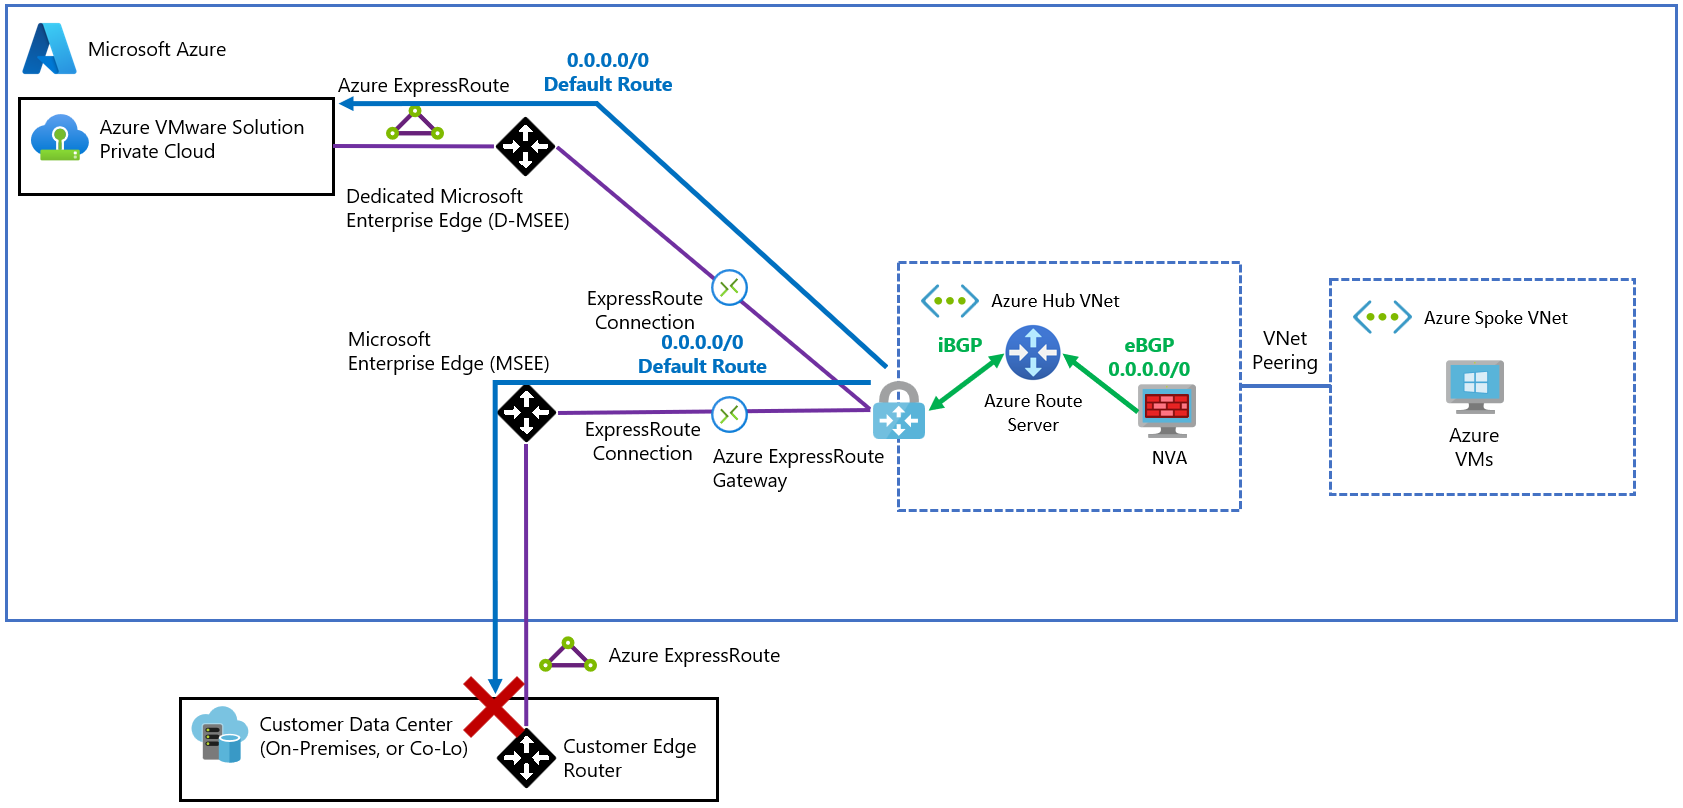 Microsoft Azure
0.0.0.0/0
Default Route
Azure ExpressRoute
Azure VMware Solution
Private Cloud
Dedicated Microsoft
Enterprise Edge (D-MSEE)
ExpressRoute
Connection
Microsoft
Enterprise Edge (MSEE)
0.0.0.0/0
Default Route
ExpressRoute
Connection
Azure ExpressRoute
Gateway
Azure Hub VNet
iBGP
eBGP
0.0.0.0/0
Azure Route
Server
NVA
VNet
Peering
Azure Spoke VNet
Azure
VMs
Azure ExpressRoute
Customer Data Center
(On-Premises, or Co-Lo)
Customer Edge
Router